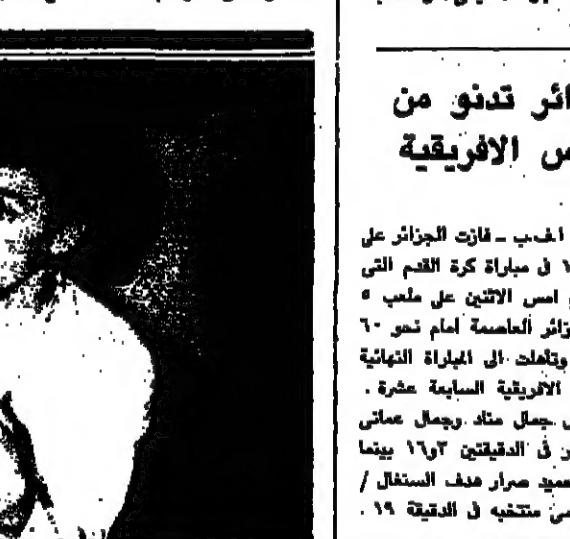 ائر تدنو من
س الافريقية
ا.ف.ب ـ فازت الجزائر على
١ في مباراة كرة القدم التي
امس الاثنين على ملعب ٥
زائر العاصمة امام نحو ٦٠
وتاهلت الى المباراة النهائية
الافريقية السابعة عشرة .
جمال مناد وجمال عماني
ر في الدقيقتين ٣ و١٦ بينما
صرار هدف السنغال /
منتخبه في الدقيقة ١٩ .